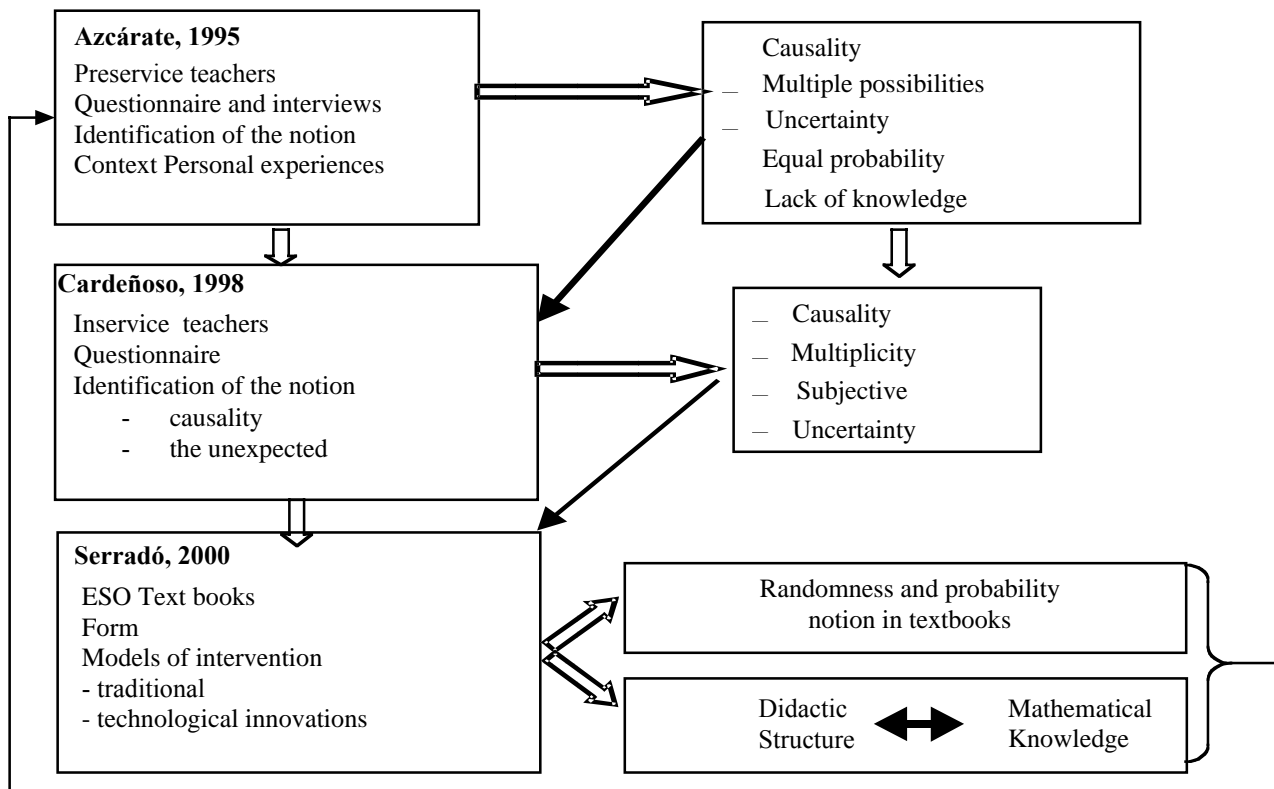 Azcárate, 1995
Preservice teachers
Questionnaire and interviews
Identification of the notion
Context Personal experiences
Causality
— Multiple possibilities
— Uncertainty
Equal probability
Lack of knowledge
Cardeñoso, 1998
Inservice teachers
Questionnaire
Identification of the notion
- causality
- the unexpected
— Causality
— Multiplicity
— Subjective
— Uncertainty
Serradó, 2000
ESO Text books
Form
Models of intervention
- traditional
- technological innovations
Randomness and probability
notion in textbooks
Didactic
Structure
Mathematical
Knowledge